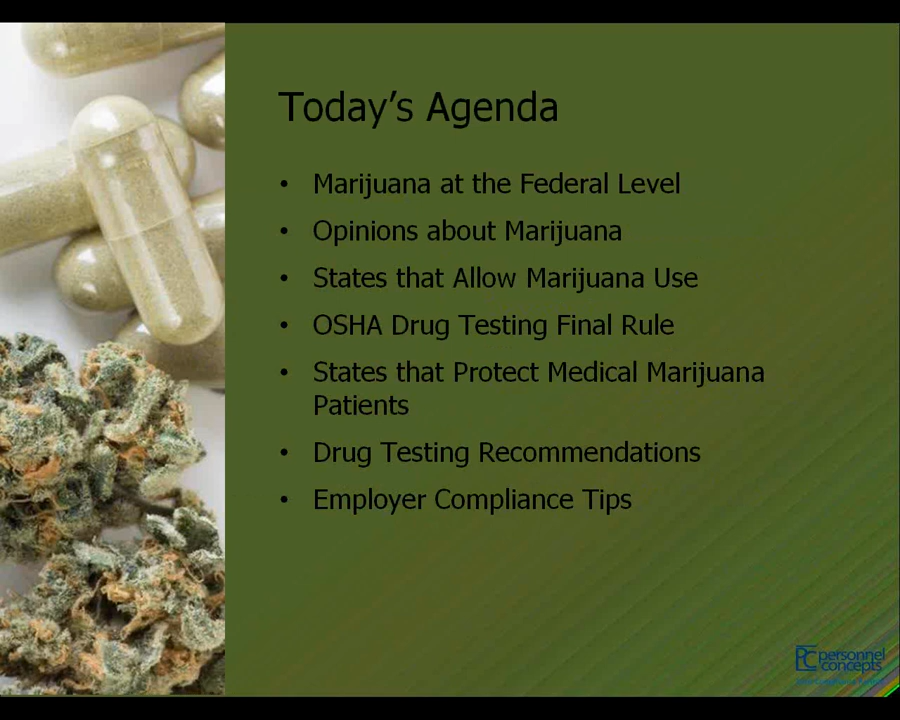 Today's Agenda
• Marijuana at the Federal Level
• Opinions about Marijuana
• States that Allow Marijuana Use
• OSHA Drug Testing Final Rule
• States that Protect Medical Marijuana
Patients
• Drug Testing Recommendations
• Employer Compliance Tips
PC personnel
concepts